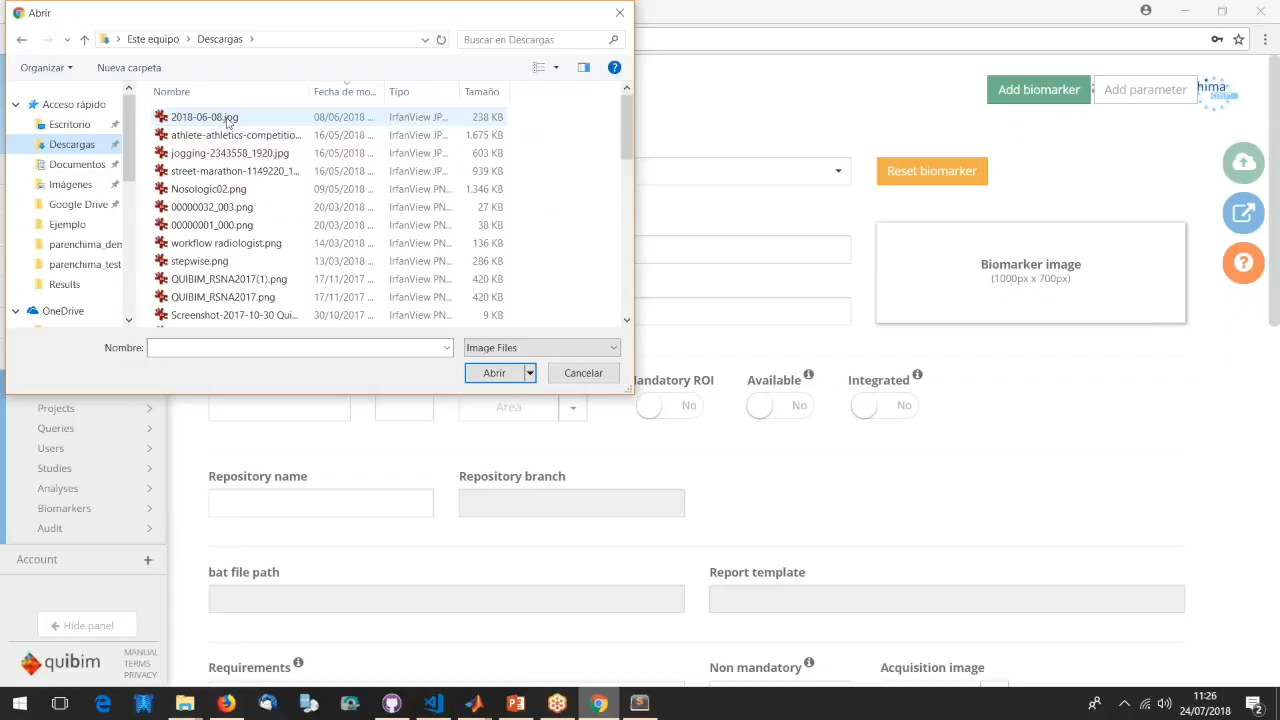 Abrir
Este equipo > Descargas >
Buscar en Descargas
Organizar
Nueva carpeta
Nombre
Fecha de mo...
Tipo
Tamaño
Acceso rápido
Escritorio
Descargas
Documentos
Imágenes
Google Drive
Ejemplo
parenchima_den
parenchima_test
Results
OneDrive
2018-06-08.jpg 08/06/2018 ... IrfanView JP... 238 KB
athlete-athletics-competitio... 16/05/2018 ... IrfanView JP... 1.675 KB
jogging-2343558_1920.jpg 16/05/2018 ... IrfanView JP... 603 KB
street-marathon-1149220_1... 16/05/2018 ... IrfanView JP... 939 KB
Nosologic02.png 09/05/2018 ... IrfanView PN... 1.346 KB
00000032_003.png 20/03/2018 ... IrfanView PN... 27 KB
00000001_000.png 20/03/2018 ... IrfanView PN... 38 KB
workflow radiologist.png 14/03/2018 ... IrfanView PN... 136 KB
stepwise.png 13/03/2018 ... IrfanView PN... 286 KB
QUIBIM_RSNA2017(1).png 17/11/2017 ... IrfanView PN... 420 KB
QUIBIM_RSNA2017.png 17/11/2017 ... IrfanView PN... 420 KB
Screenshot-2017-10-30 Qui... 30/10/2017 ... IrfanView PN... 9 KB
Nombre:
Image Files
Abrir
Cancelar
Add biomarker
Add parameter
hima
Reset biomarker
Biomarker image
(1000px x 700px)
andatory ROI
Available
Integrated
Area
No
No
No
Projects
Queries
Users
Studies
Analyses
Biomarkers
Audit
Account
Hide panel
quibim
MANUAL
TERMS
PRIVACY
Repository name
Repository branch
bat file path
Report template
Requirements
Non mandatory
Acquisition image
11:26
24/07/2018
2